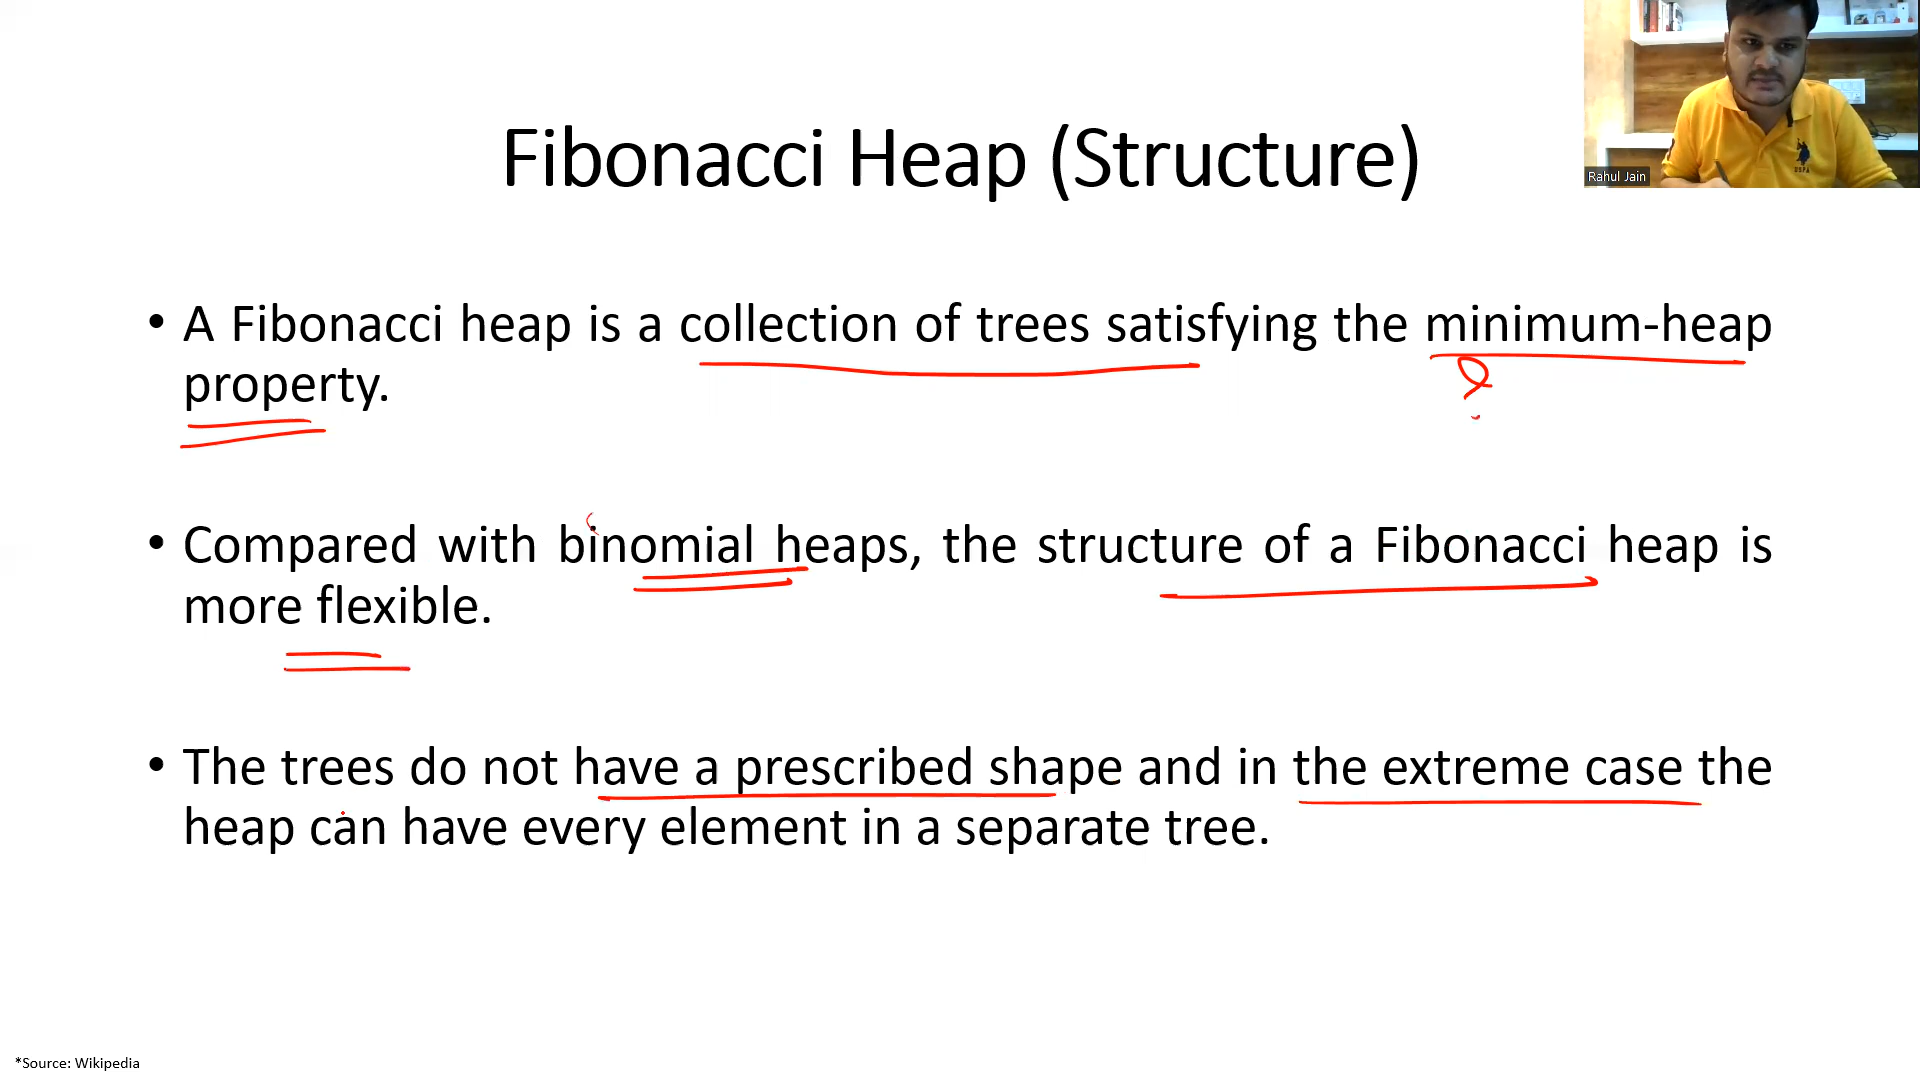 Rahul Jain
USPA
Fibonacci Heap (Structure)
• A Fibonacci heap is a collection of trees satisfying the minimum-heap
property.
• Compared with binomial heaps, the structure of a Fibonacci heap is
more flexible.
• The trees do not have a prescribed shape and in the extreme case the
heap can have every element in a separate tree.
*Source: Wikipedia